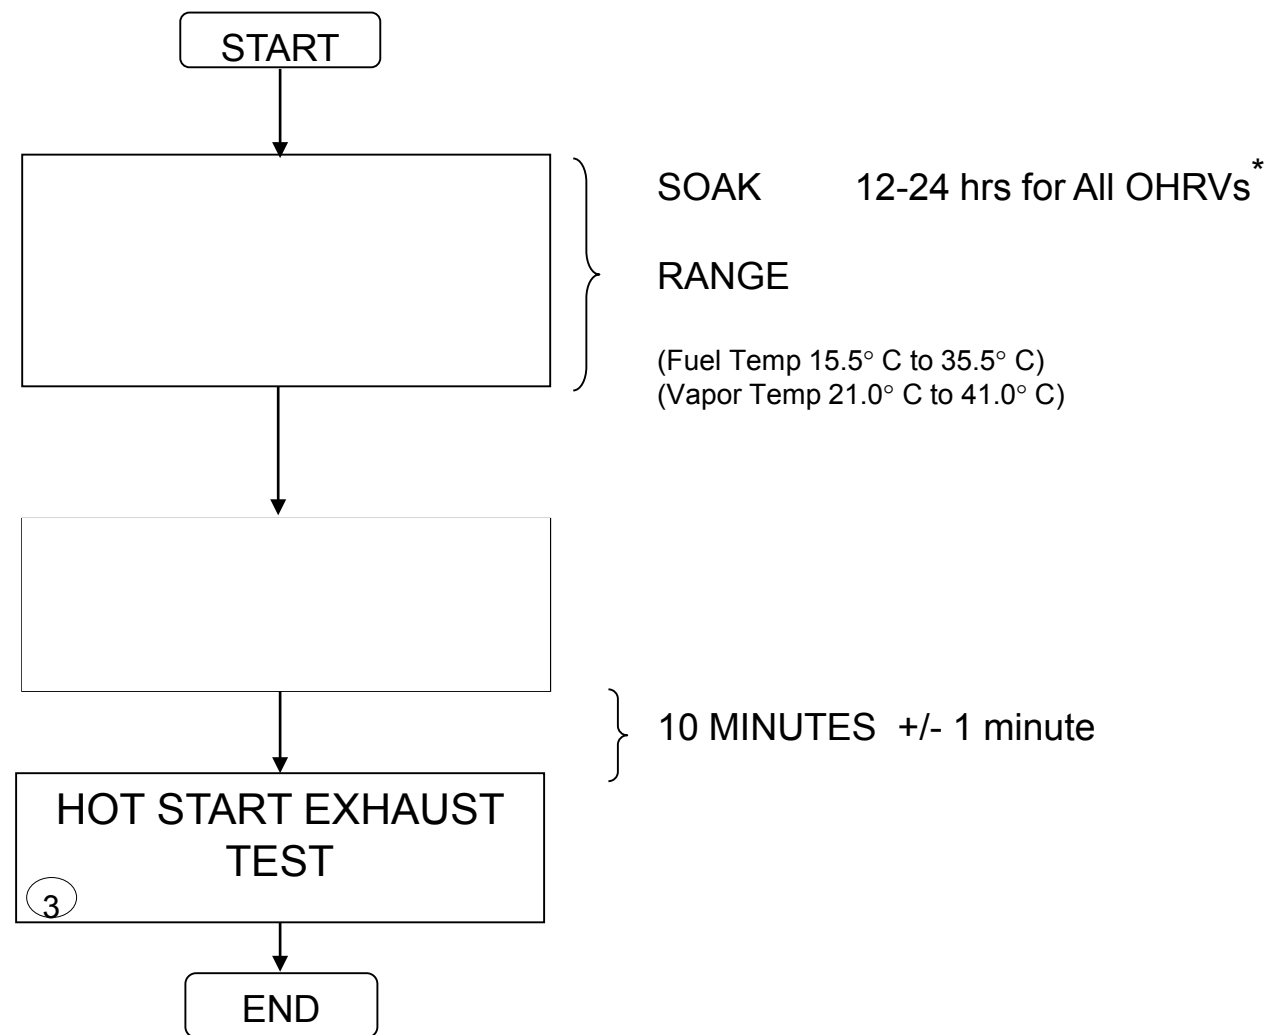 START
SOAK 12-24 hrs for All OHRVs*
RANGE
(Fuel Temp 15.5° C to 35.5° C)
(Vapor Temp 21.0° C to 41.0° C)
10 MINUTES +/- 1 minute
HOT START EXHAUST
TEST
3
END